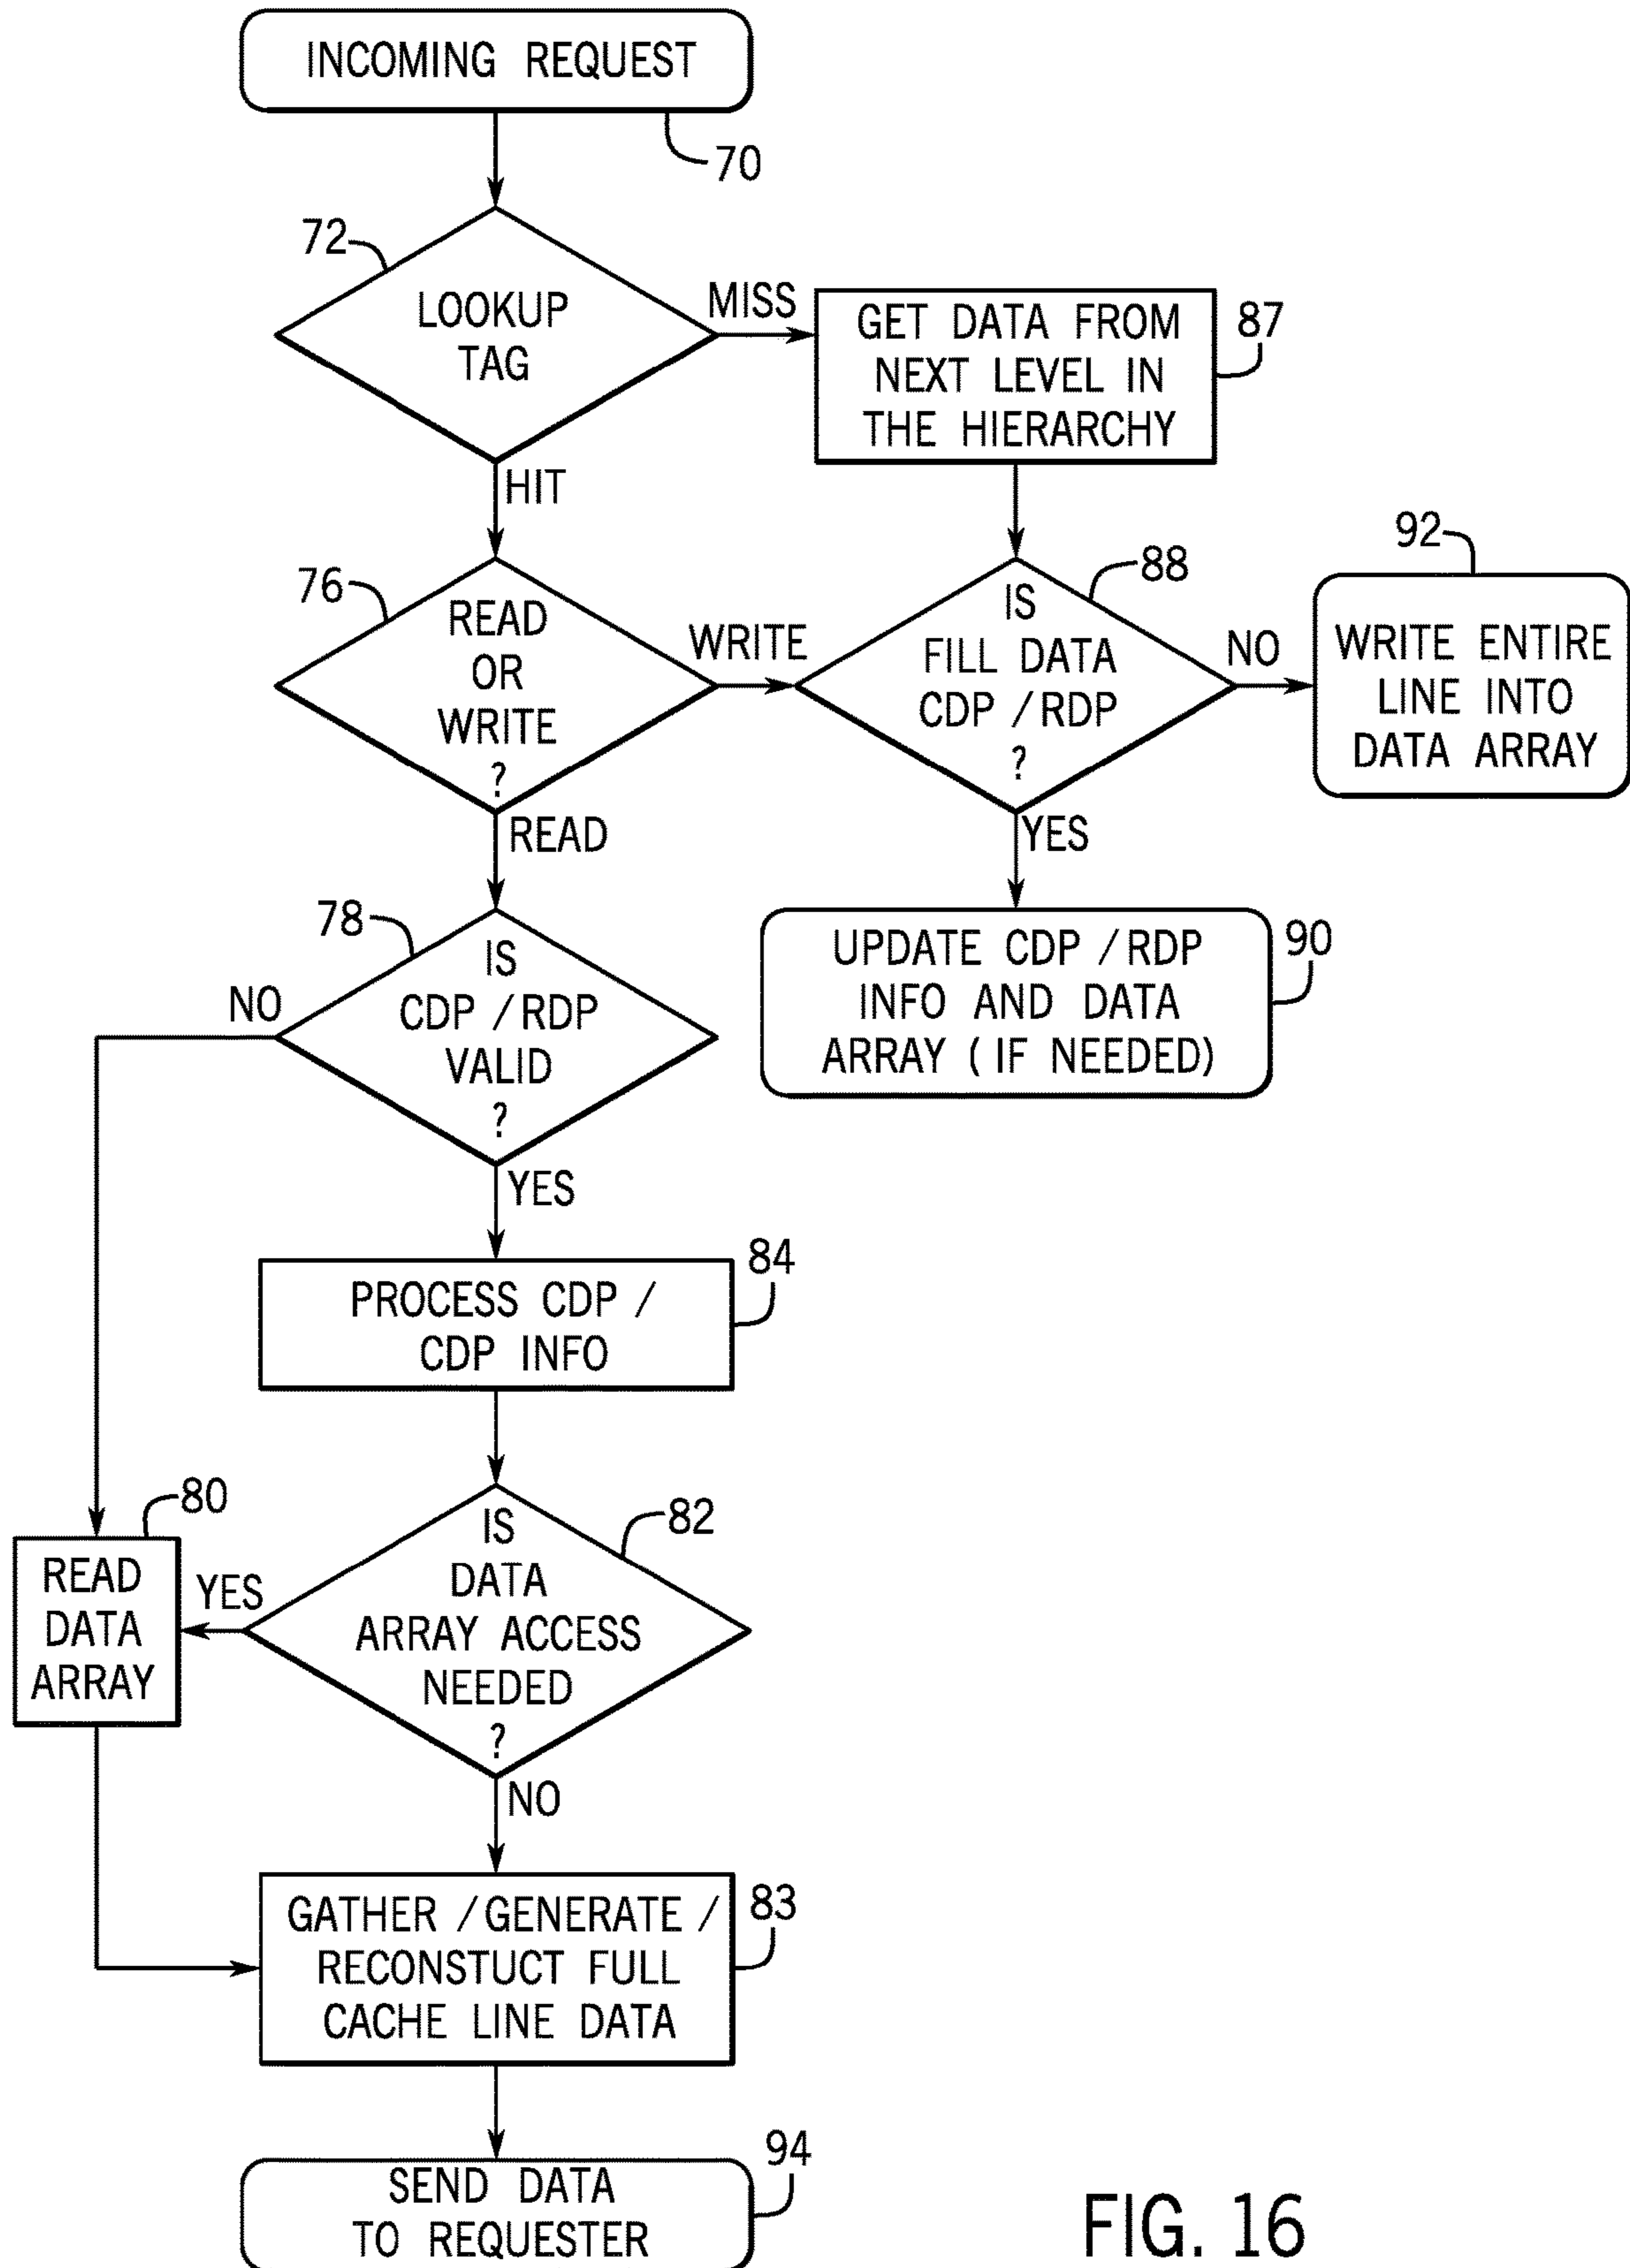 INCOMING REQUEST
70
72
LOOKUP
TAG
MISS
GET DATA FROM
NEXT LEVEL IN
THE HIERARCHY
87
HIT
76
READ
OR
WRITE
?
WRITE
88
IS
FILL DATA
CDP / RDP
?
NO
92
WRITE ENTIRE
LINE INTO
DATA ARRAY
READ
YES
78
IS
CDP / RDP
VALID
?
NO
UPDATE CDP / RDP
INFO AND DATA
ARRAY ( IF NEEDED)
90
YES
PROCESS CDP /
CDP INFO
84
80
READ
DATA
ARRAY
YES
82
IS
DATA
ARRAY ACCESS
NEEDED
?
NO
GATHER / GENERATE /
RECONSTUCT FULL
CACHE LINE DATA
83
SEND DATA
TO REQUESTER
94
FIG. 16